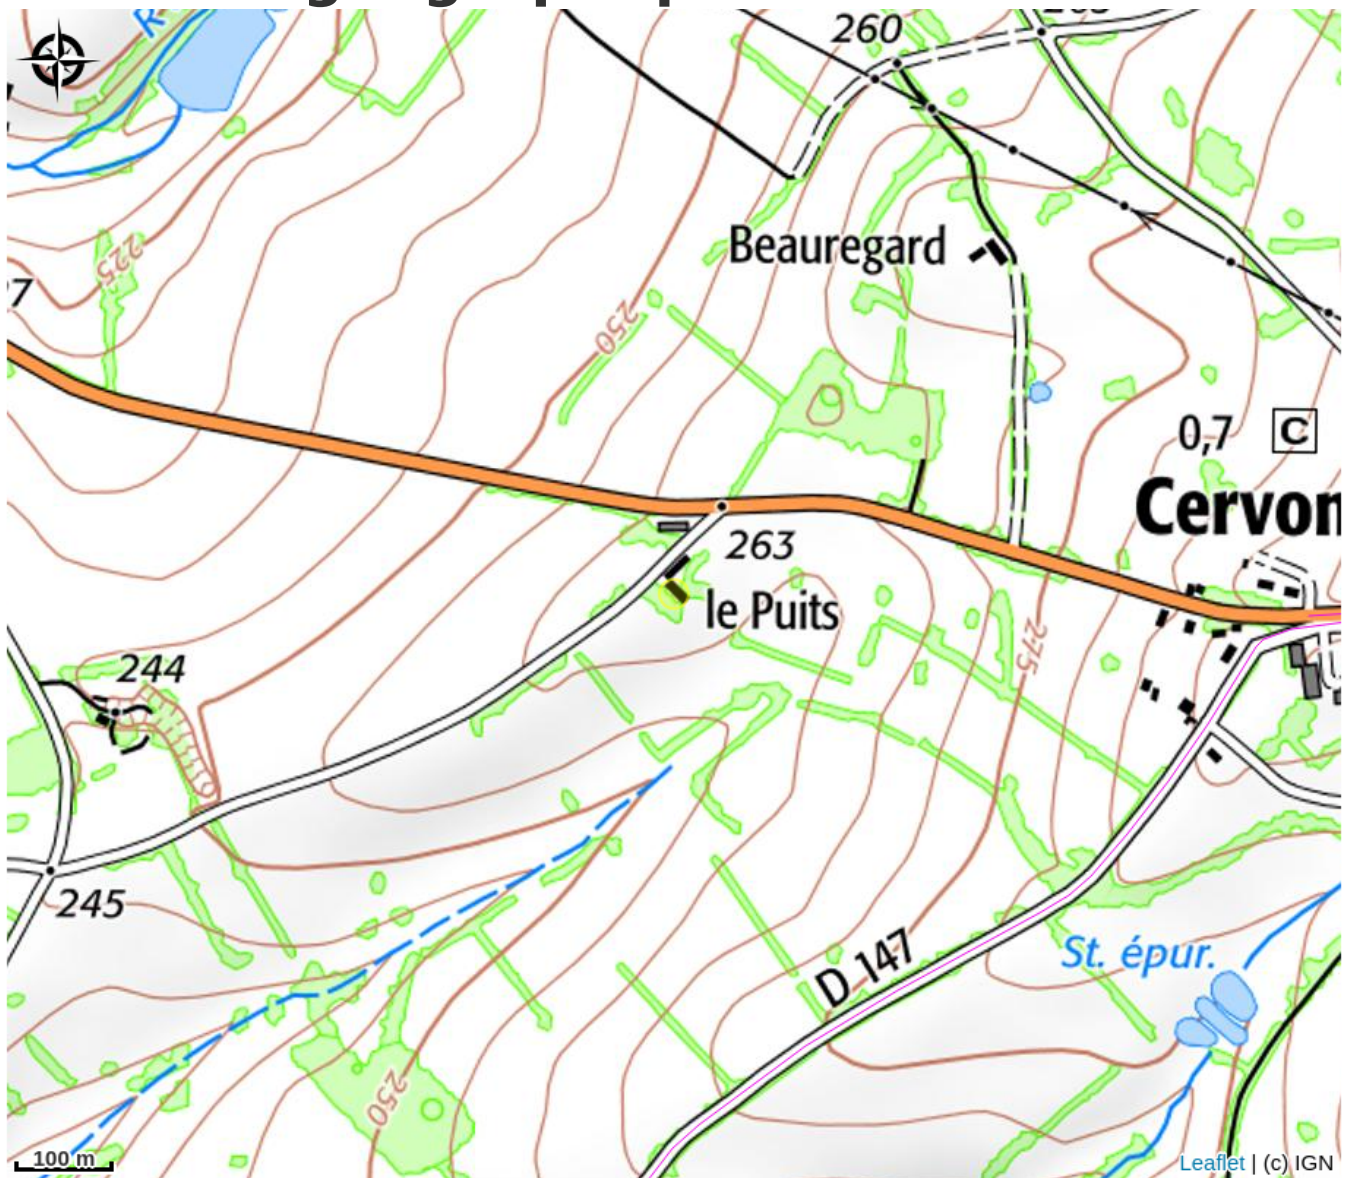 260
225
Beauregard
250
0,7
C
Cervon
263
le Puits
275
244
245
D 147
St. épur.
250
100 m
Leaflet | (c) IGN